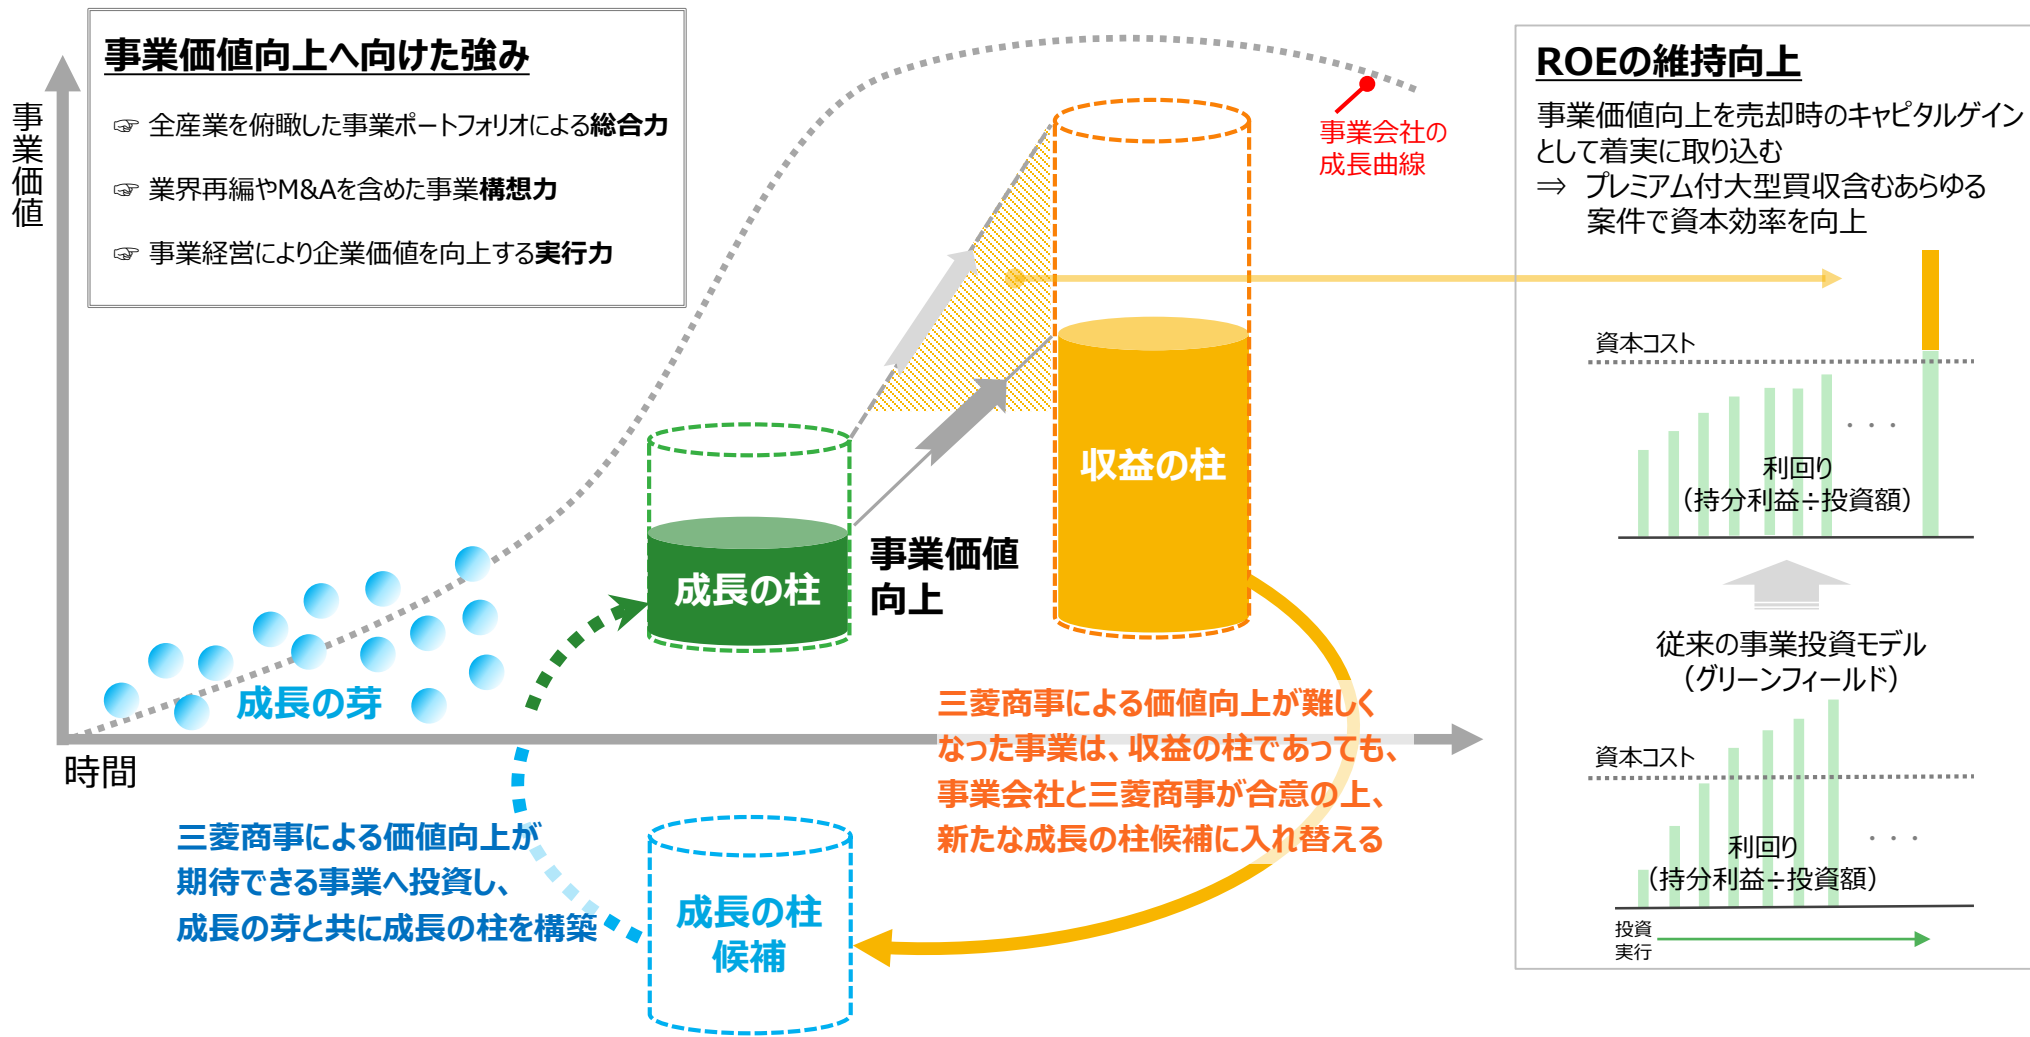 事業価値
事業価値向上へ向けた強み
☞ 全産業を俯瞰した事業ポートフォリオによる総合力
☞ 業界再編やM&Aを含めた事業構想力
☞ 事業経営により企業価値を向上する実行力
事業会社の
成長曲線
収益の柱
成長の柱
事業価値
向上
成長の芽
時間
三菱商事による価値向上が
期待できる事業へ投資し、
成長の芽と共に成長の柱を構築
成長の柱
候補
三菱商事による価値向上が難しく
なった事業は、収益の柱であっても、
事業会社と三菱商事が合意の上、
新たな成長の柱候補に入れ替える
ROEの維持向上
事業価値向上を売却時のキャピタルゲイン
として着実に取り込む
⇒ プレミアム付大型買収含むあらゆる
案件で資本効率を向上
資本コスト
・・・
利回り
（持分利益÷投資額）
従来の事業投資モデル
（グリーンフィールド）
資本コスト
・・・
利回り
（持分利益÷投資額）
投資
実行